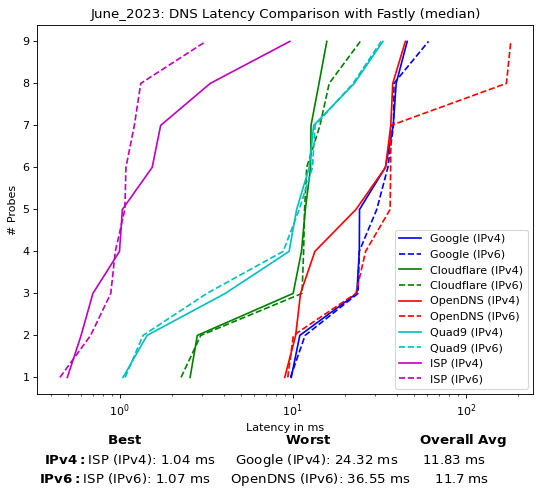 June_2023: DNS Latency Comparison with Fastly (median)
9
8
7
6
5
4
3
2
1
# Probes
Google (IPv4)
Google (IPv6)
Cloudflare (IPv4)
Cloudflare (IPv6)
OpenDNS (IPv4)
OpenDNS (IPv6)
Quad9 (IPv4)
Quad9 (IPv6)
ISP (IPv4)
ISP (IPv6)
10⁰ 10¹ 10²
Latency in ms
Best Worst Overall Avg
IPv4: ISP (IPv4): 1.04 ms Google (IPv4): 24.32 ms 11.83 ms
IPv6: ISP (IPv6): 1.07 ms OpenDNS (IPv6): 36.55 ms 11.7 ms